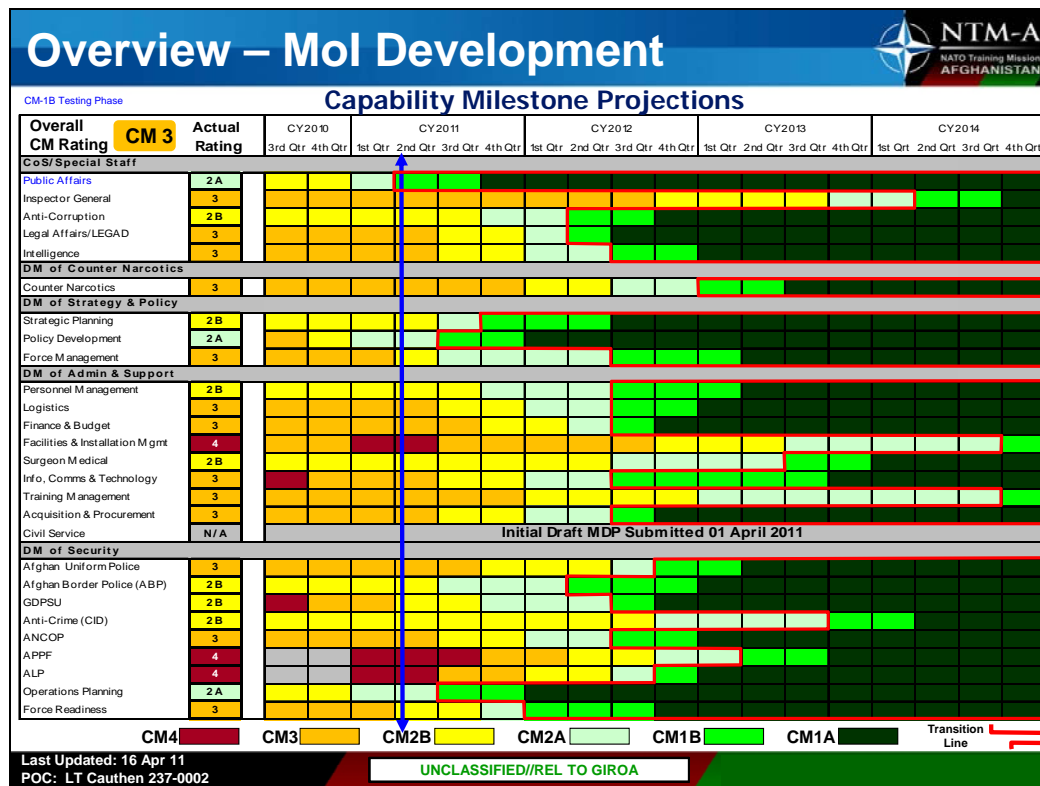 Overview – MoI Development
NTM-A
NATO Training Mission
AFGHANISTAN
CM-1B Testing Phase
Capability Milestone Projections
Overall CM Rating CM 3 Actual Rating CY2010 CY2011 CY2012 CY2013 CY2014
3rd Qtr 4th Qtr 1st Qtr 2nd Qtr 3rd Qtr 4th Qtr 1st Qtr 2nd Qtr 3rd Qtr 4th Qtr 1st Qtr 2nd Qtr 3rd Qtr 4th Qtr 1st Qrt 2nd Qrt 3rd Qrt 4th Qrt
CoS/Special Staff
Public Affairs 2A
Inspector General 3
Anti-Corruption 2B
Legal Affairs/LEGAD 3
Intelligence 3
DM of Counter Narcotics
Counter Narcotics 3
DM of Strategy & Policy
Strategic Planning 2B
Policy Development 2A
Force Management 3
DM of Admin & Support
Personnel Management 2B
Logistics 3
Finance & Budget 3
Facilities & Installation Mgmt 4
Surgeon Medical 2B
Info, Comms & Technology 3
Training Management 3
Acquisition & Procurement 3
Civil Service N/A Initial Draft MDP Submitted 01 April 2011
DM of Security
Afghan Uniform Police 3
Afghan Border Police (ABP) 2B
GDPSU 2B
Anti-Crime (CID) 2B
ANCOP 3
APPF 4
ALP 4
Operations Planning 2A
Force Readiness 3
CM4 CM3 CM2B CM2A CM1B CM1A Transition Line
Last Updated: 16 Apr 11
POC: LT Cauthen 237-0002
UNCLASSIFIED//REL TO GIROA